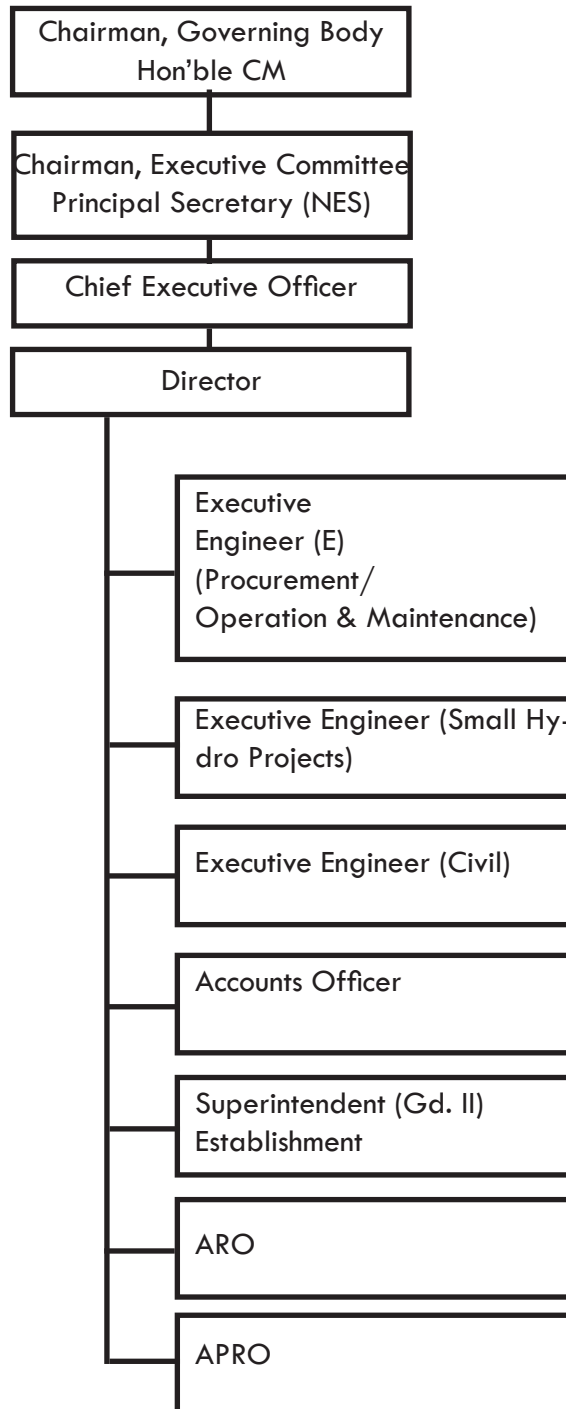 Chairman, Governing Body
Hon’ble CM
Chairman, Executive Committee
Principal Secretary (NES)
Chief Executive Officer
Director
Executive
Engineer (E)
(Procurement/
Operation & Maintenance)
Executive Engineer (Small Hy-
dro Projects)
Executive Engineer (Civil)
Accounts Officer
Superintendent (Gd. II)
Establishment
ARO
APRO